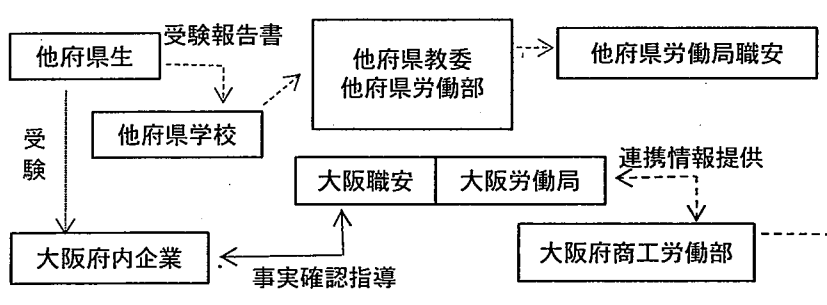 他府県生
受験報告書
他府県教委
他府県労働部
他府県労働局職安
他府県学校
受
験
大阪職安
大阪労働局
連携情報提供
大阪府内企業
事実確認指導
大阪府商工労働部